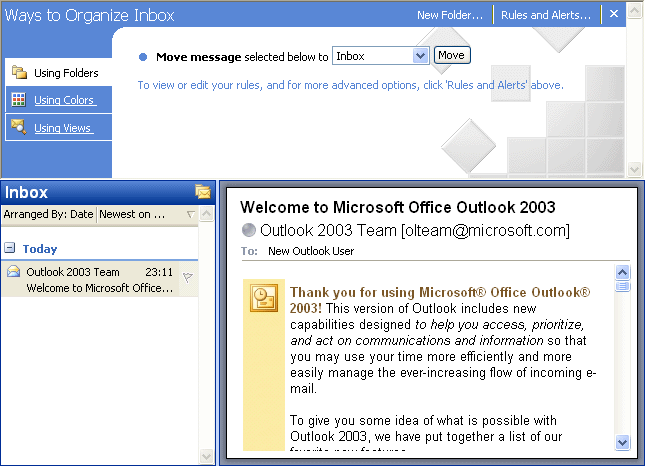 Ways to Organize Inbox
New Folder...
Rules and Alerts...
Using Folders
Using Colors
Using Views
Move message selected below to Inbox Move
To view or edit your rules, and for more advanced options, click 'Rules and Alerts' above.
Inbox
Arranged By: Date Newest on ...
Today
Outlook 2003 Team 23:11
Welcome to Microsoft Office...
Welcome to Microsoft Office Outlook 2003
Outlook 2003 Team [olteam@microsoft.com]
To: New Outlook User
Thank you for using Microsoft® Office Outlook®
2003! This version of Outlook includes new
capabilities designed to help you access, prioritize,
and act on communications and information so that
you may use your time more efficiently and more
easily manage the ever-increasing flow of incoming e-
mail.
To give you some idea of what is possible with
Outlook 2003, we have put together a list of our
favorite new features